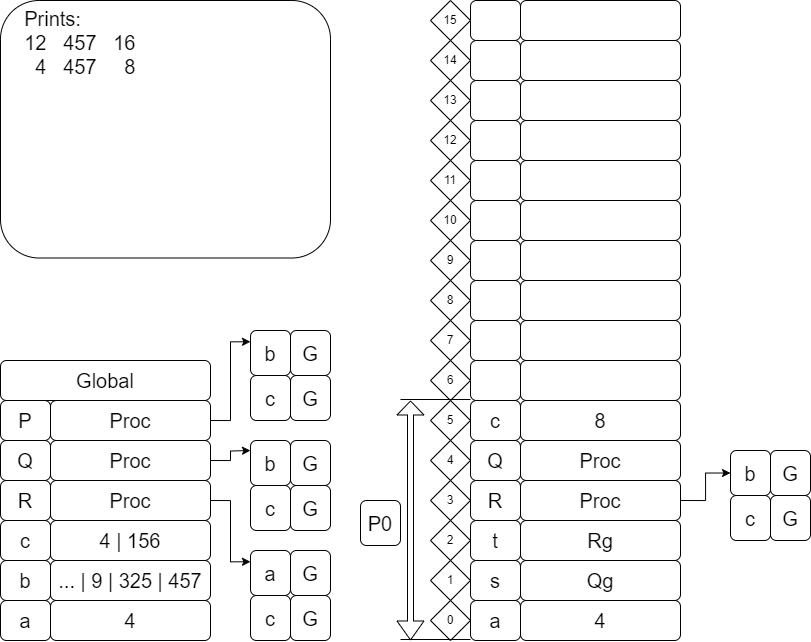 Prints:
12 457 16
4 457 8
Global
P Proc
Q Proc
R Proc
c 4 | 156
b ... | 9 | 325 | 457
a 4
b G
c G
b G
c G
a G
c G
P0
15
14
13
12
11
10
9
8
7
6
5 c 8
4 Q Proc
3 R Proc
2 t Rg
1 s Qg
0 a 4
b G
c G